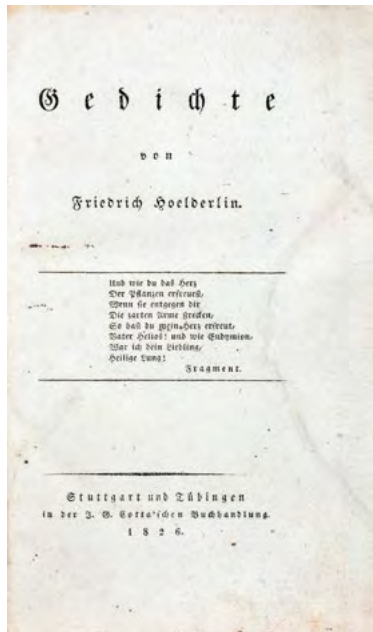 Gedichte
von
Friedrich Hoelderlin.
Und wie du das Herz
Der Pflanzen erfreuest,
Wenn sie entgegen dir
Die zarten Arme strecken,
So hast du mein Herz erfreut,
Vater Helios! und wie Endymion,
War ich dein Liebling,
Heilige Luna!
Fragment.
Stuttgart und Tübingen
in der J. G. Cotta'schen Buchhandlung.
1826.